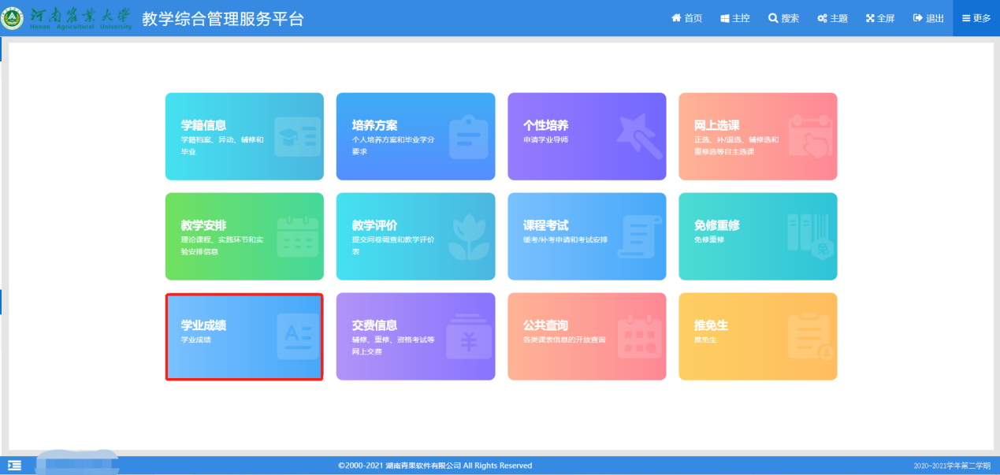 河南农业大学
Henan Agricultural University
教学综合管理服务平台
首页 主控 搜索 主题 全屏 退出 更多
学籍信息
学籍档案、异动、辅修和
毕业
培养方案
个人培养方案和毕业学分
要求
个性培养
申请学业导师
网上选课
正选、补/退选、辅修选和
重修选等自主选课
教学安排
理论课程、实践环节和实
验安排信息
教学评价
提交问卷调查和教学评价
表
课程考试
缓考/补考申请和考试安排
免修重修
免修重修
免
学业成绩
学业成绩
A
交费信息
辅修、重修、资格考试等
网上交费
¥
公共查询
各类课表信息的开放查询
推免生
推免生
©2000-2021 湖南青果软件有限公司 All Rights Reserved
2020-2021学年第二学期